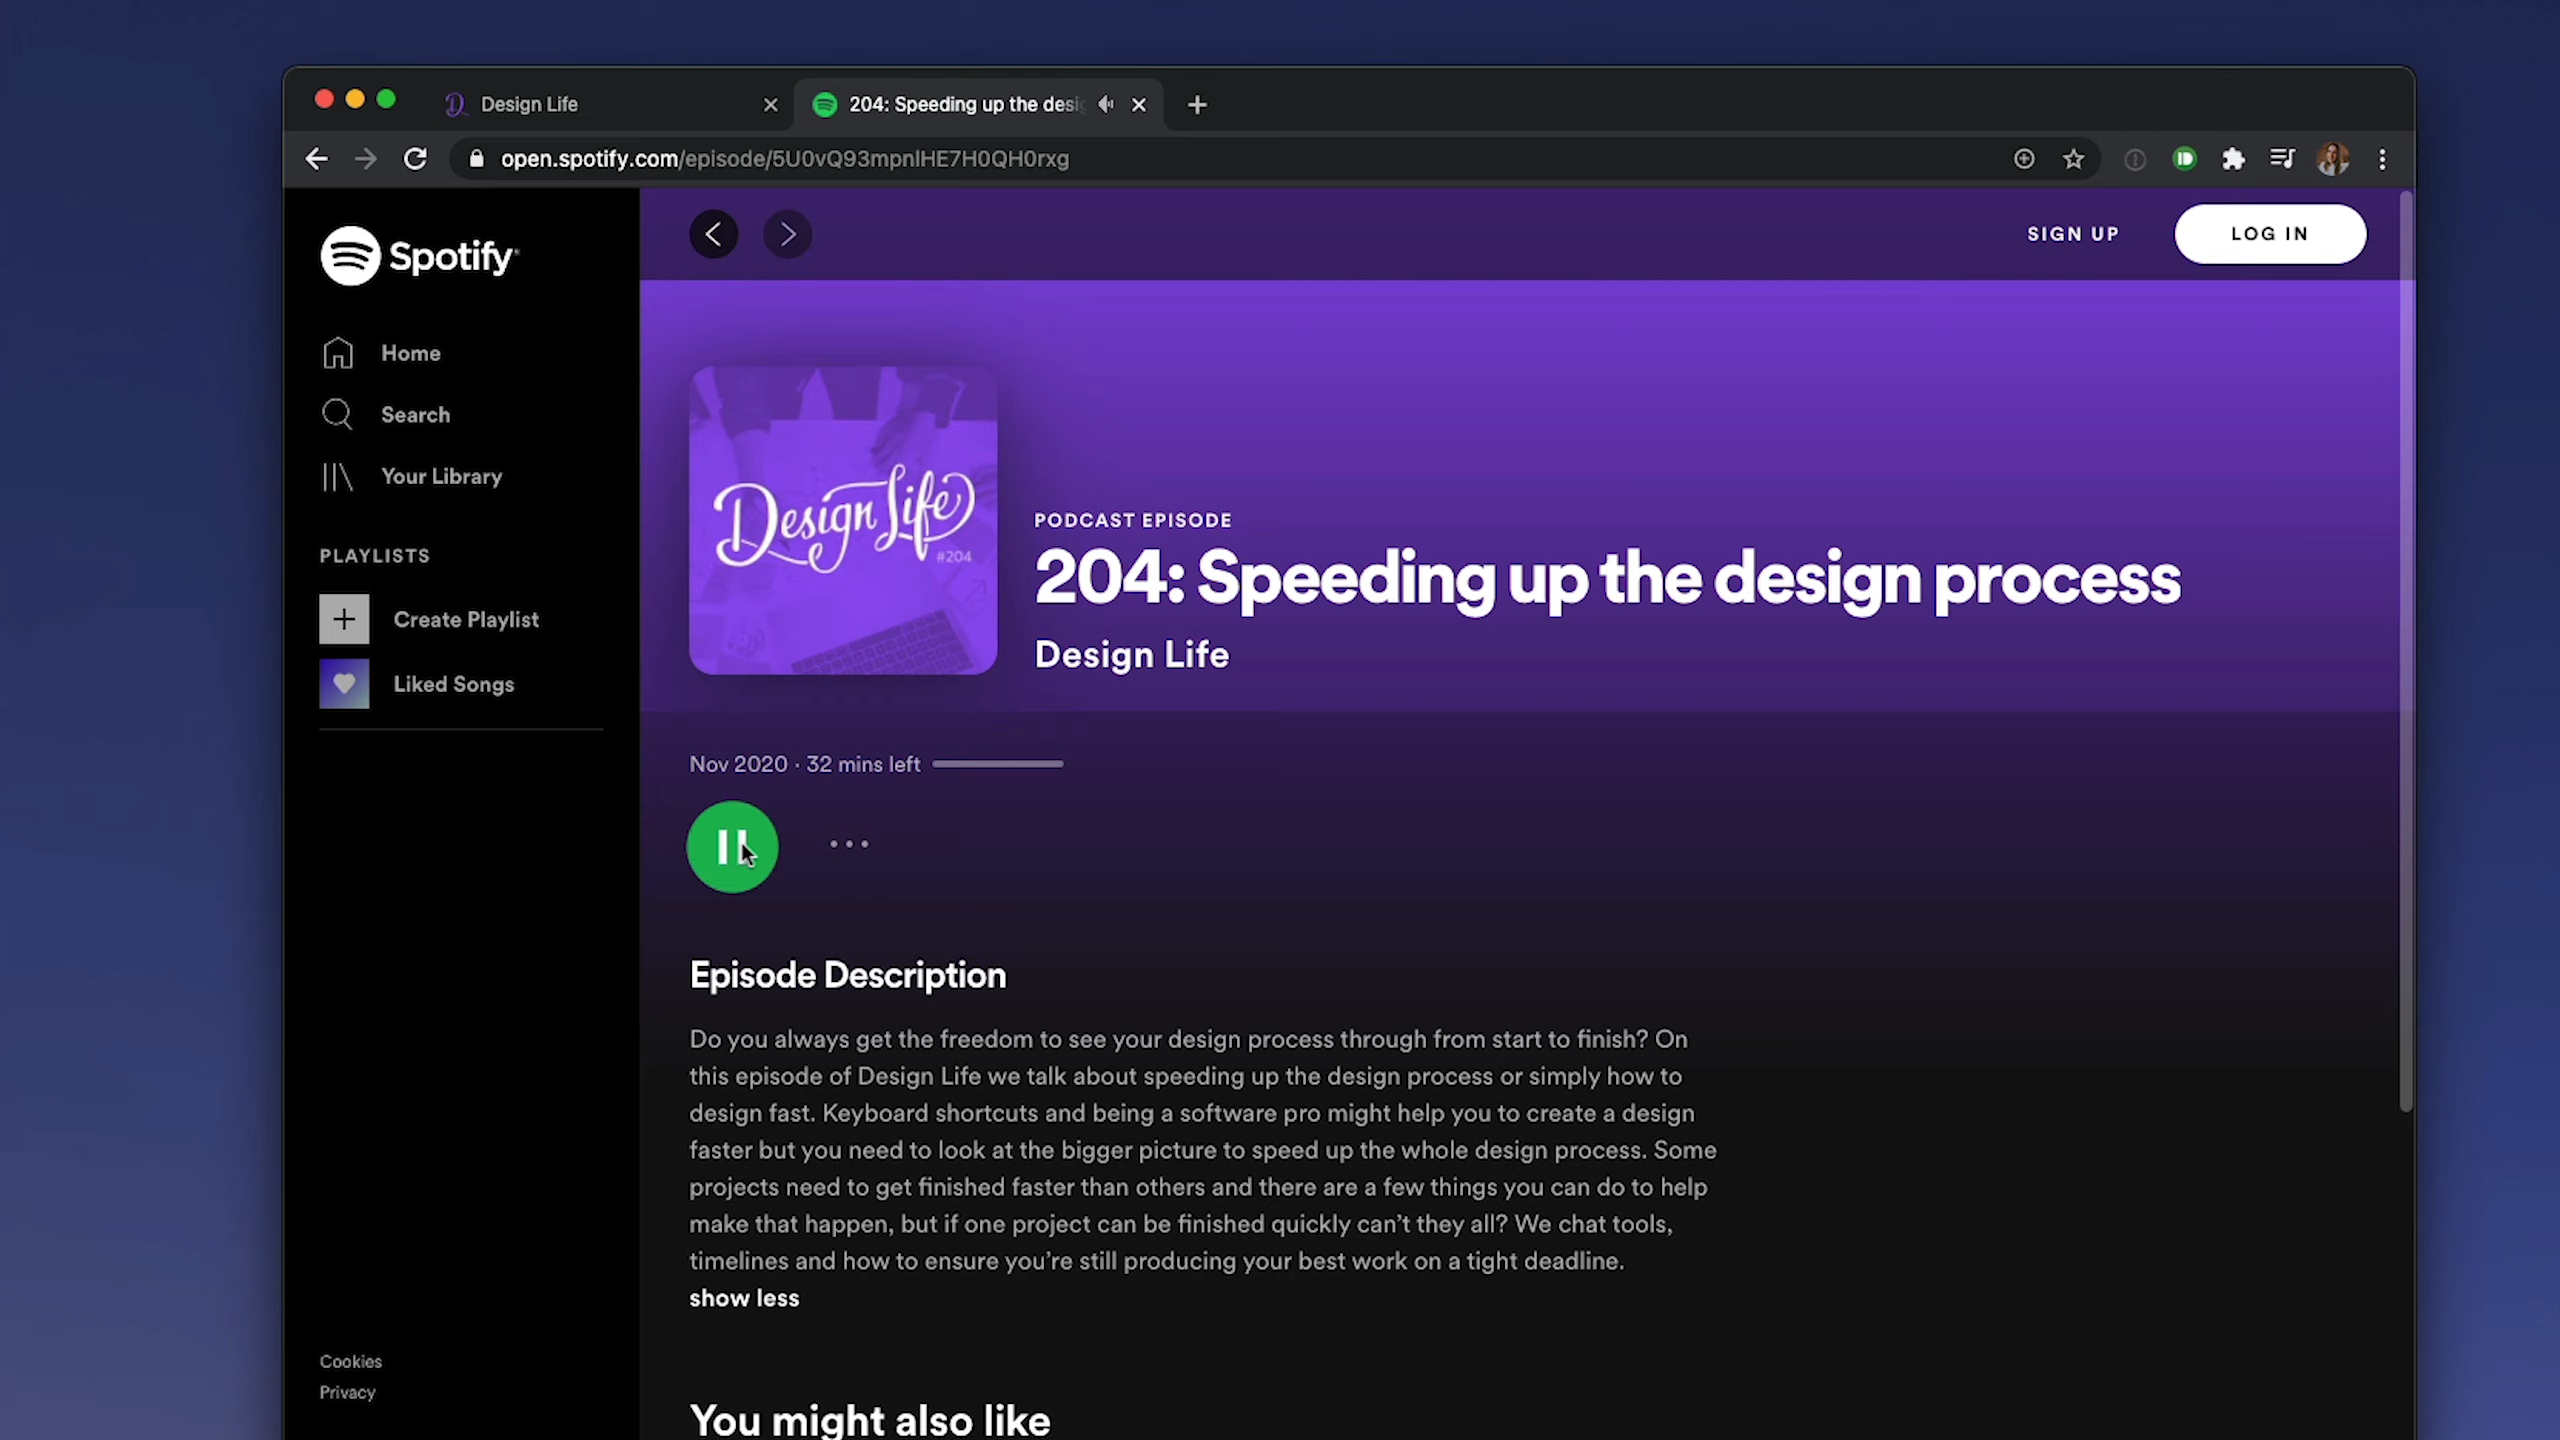 Design Life
204: Speeding up the desi
open.spotify.com/episode/5U0vQ93mpnlHE7H0QH0rxg
Spotify
Home
Search
Your Library
PLAYLISTS
Create Playlist
Liked Songs
Cookies
Privacy
SIGN UP
LOG IN
Design Life
#204
PODCAST EPISODE
204: Speeding up the design process
Design Life
Nov 2020 · 32 mins left
Episode Description
Do you always get the freedom to see your design process through from start to finish? On
this episode of Design Life we talk about speeding up the design process or simply how to
design fast. Keyboard shortcuts and being a software pro might help you to create a design
faster but you need to look at the bigger picture to speed up the whole design process. Some
projects need to get finished faster than others and there are a few things you can do to help
make that happen, but if one project can be finished quickly can’t they all? We chat tools,
timelines and how to ensure you’re still producing your best work on a tight deadline.
show less
You might also like